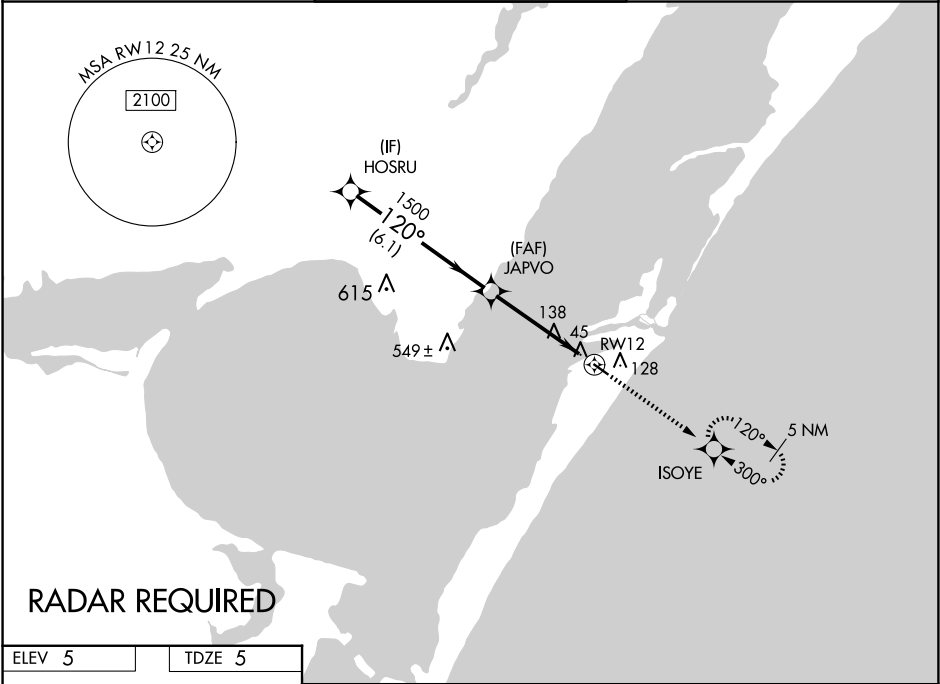 MSA RW12 25 NM
2100
(IF)
HOSRU
1500
120°
(6.1)
(FAF)
JAPVO
615
549 ±
138
45
RW12
128
120°
5 NM
300°
ISOYE
RADAR REQUIRED
ELEV 5
TDZE 5